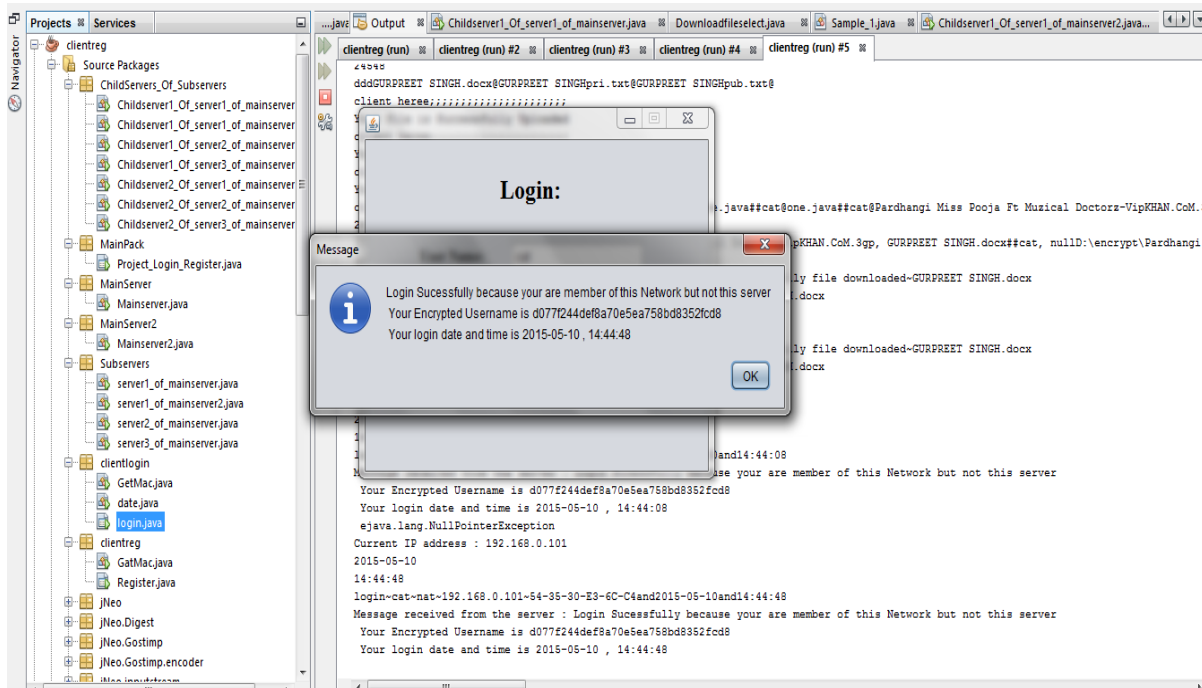 Projects Services
Navigator
clientreg
Source Packages
ChildServers_Of_Subservers
Childserver1_Of_server1_of_mainserver
Childserver1_Of_server1_of_mainserver
Childserver1_Of_server2_of_mainserver
Childserver1_Of_server3_of_mainserver
Childserver2_Of_server1_of_mainserver
Childserver2_Of_server2_of_mainserver
Childserver2_Of_server3_of_mainserver
MainPack
Project_Login_Register.java
MainServer
Mainserver.java
MainServer2
Mainserver2.java
Subservers
server1_of_mainserver.java
server1_of_mainserver2.java
server2_of_mainserver.java
server3_of_mainserver.java
clientlogin
GetMac.java
date.java
login.java
clientreg
GatMac.java
Register.java
jNeo
jNeo.Digest
jNeo.Gostimp
jNeo.Gostimp.encoder
jNeo.inputstream
....java Output Childserver1_Of_server1_of_mainserver.java Downloadfileselect.java Sample_1.java Childserver1_Of_server1_of_mainserver2.java...
clientreg (run) clientreg (run) #2 clientreg (run) #3 clientreg (run) #4 clientreg (run) #5
24548
dddGURPREET SINGH.docx@GURPREET SINGHpri.txt@GURPREET SINGHpub.txt@
client heree;;;;;;;;;;;;;;;;;;;;;;
Login:
e.java##cat@one.java##cat@Pardhangi Miss Pooja Ft Muzical Doctorz-VipKHAN.CoM.
pKHAN.CoM.3gp, GURPREET SINGH.docx##cat, nullD:\encrypt\Pardhangi
ly file downloaded~GURPREET SINGH.docx
.docx
ly file downloaded~GURPREET SINGH.docx
.docx
Message
Login Sucessfully because your are member of this Network but not this server
Your Encrypted Username is d077f244def8a70e5ea758bd8352fcd8
Your login date and time is 2015-05-10 , 14:44:48
OK
0and14:44:08
use your are member of this Network but not this server
Your Encrypted Username is d077f244def8a70e5ea758bd8352fcd8
Your login date and time is 2015-05-10 , 14:44:08
ejava.lang.NullPointerException
Current IP address : 192.168.0.101
2015-05-10
14:44:48
login~cat~nat~192.168.0.101~54-35-30-E3-6C-C4and2015-05-10and14:44:48
Message received from the server : Login Sucessfully because your are member of this Network but not this server
Your Encrypted Username is d077f244def8a70e5ea758bd8352fcd8
Your login date and time is 2015-05-10 , 14:44:48